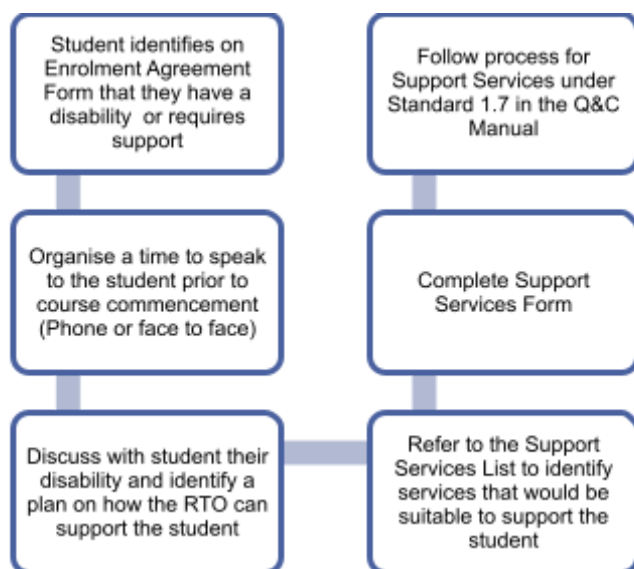 Student identifies on
Enrolment Agreement
Form that they have a
disability or requires
support
Organise a time to speak
to the student prior to
course commencement
(Phone or face to face)
Discuss with student their
disability and identify a
plan on how the RTO can
support the student
Refer to the Support
Services List to identify
services that would be
suitable to support the
student
Complete Support
Services Form
Follow process for
Support Services under
Standard 1.7 in the Q&C
Manual